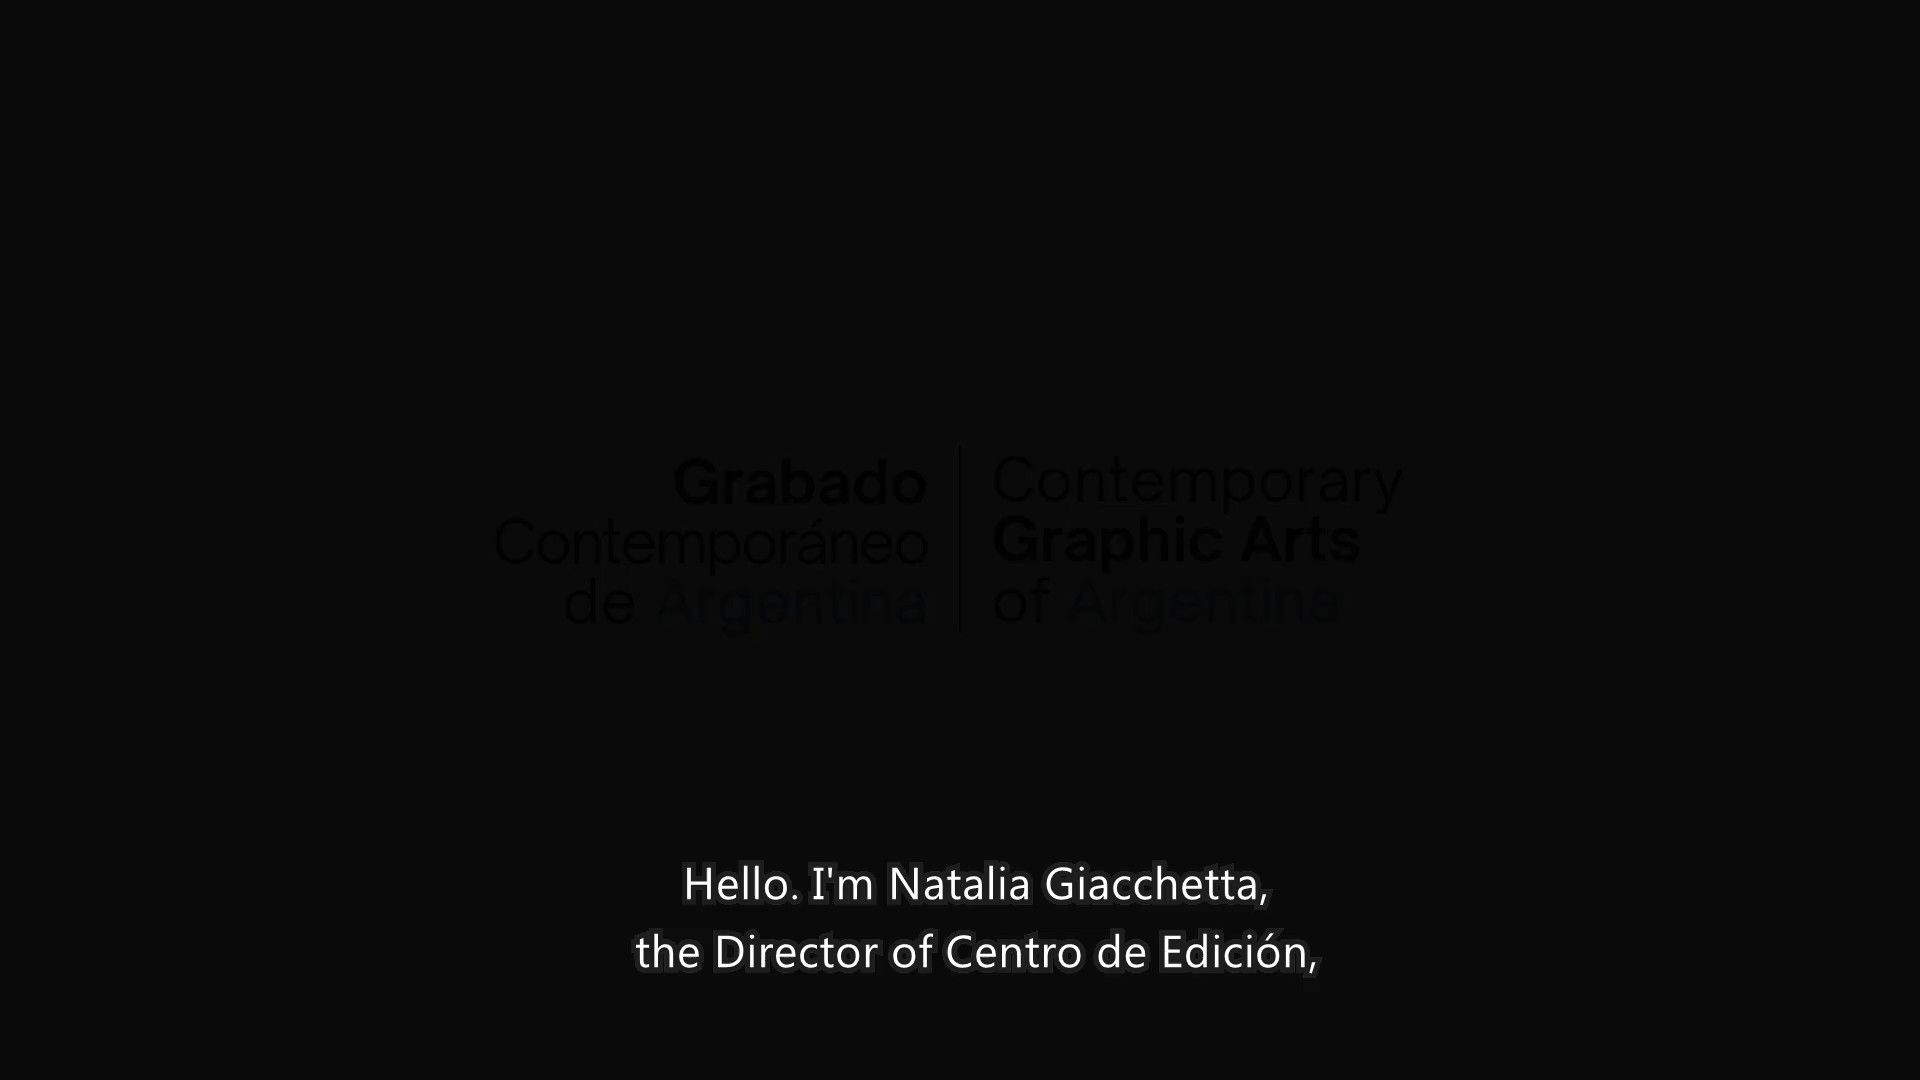 Grabado
Contemporáneo
de Argentina
Contemporary
Graphic Arts
of Argentina
Hello. I'm Natalia Giacchetta,
the Director of Centro de Edición,